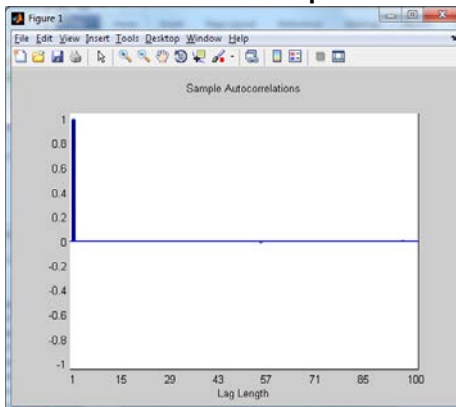 Figure 1
File Edit View Insert Tools Desktop Window Help
Sample Autocorrelations
1
0.8
0.6
0.4
0.2
0
-0.2
-0.4
-0.6
-0.8
-1
1 15 29 43 57 71 85 100
Lag Length